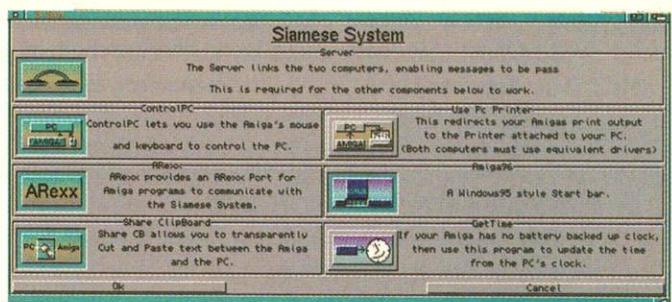 Siamese System
Server
The Server links the two computers, enabling messages to be pass
This is required for the other components below to work.
ControlPC
PC
AMIGA
ControlPC lets you use the Amiga's mouse
and keyboard to control the PC.
Use Pc Printer
PC
AMIGA
This redirects your Amigas print output
to the Printer attached to your PC.
(Both computers must use equivalent drivers)
ARexx
ARexx
ARexx provides an ARexx Port for
Amiga programs to communicate with
the Siamese System.
Amiga96
A Windows95 style Start bar.
Share ClipBoard
PC Amiga
Share CB allows you to transparently
Cut and Paste text between the Amiga
and the PC.
GetTime
If your Amiga has no battery backed up clock,
then use this program to update the time
from the PC's clock.
Ok
Cancel